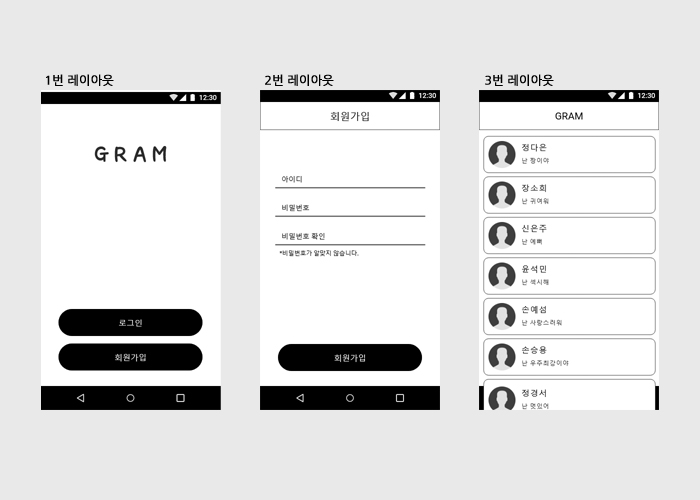 1번 레이아웃
12:30
GRAM
로그인
회원가입
2번 레이아웃
12:30
회원가입
아이디
비밀번호
비밀번호 확인
*비밀번호가 알맞지 않습니다.
회원가입
3번 레이아웃
12:30
GRAM
정다은
난 짱이야
장소희
난 귀여워
신은주
난 예뻐
윤석민
난 섹시해
손예섬
난 사랑스러워
손승용
난 우주최강이야
정경서
난 멋있어